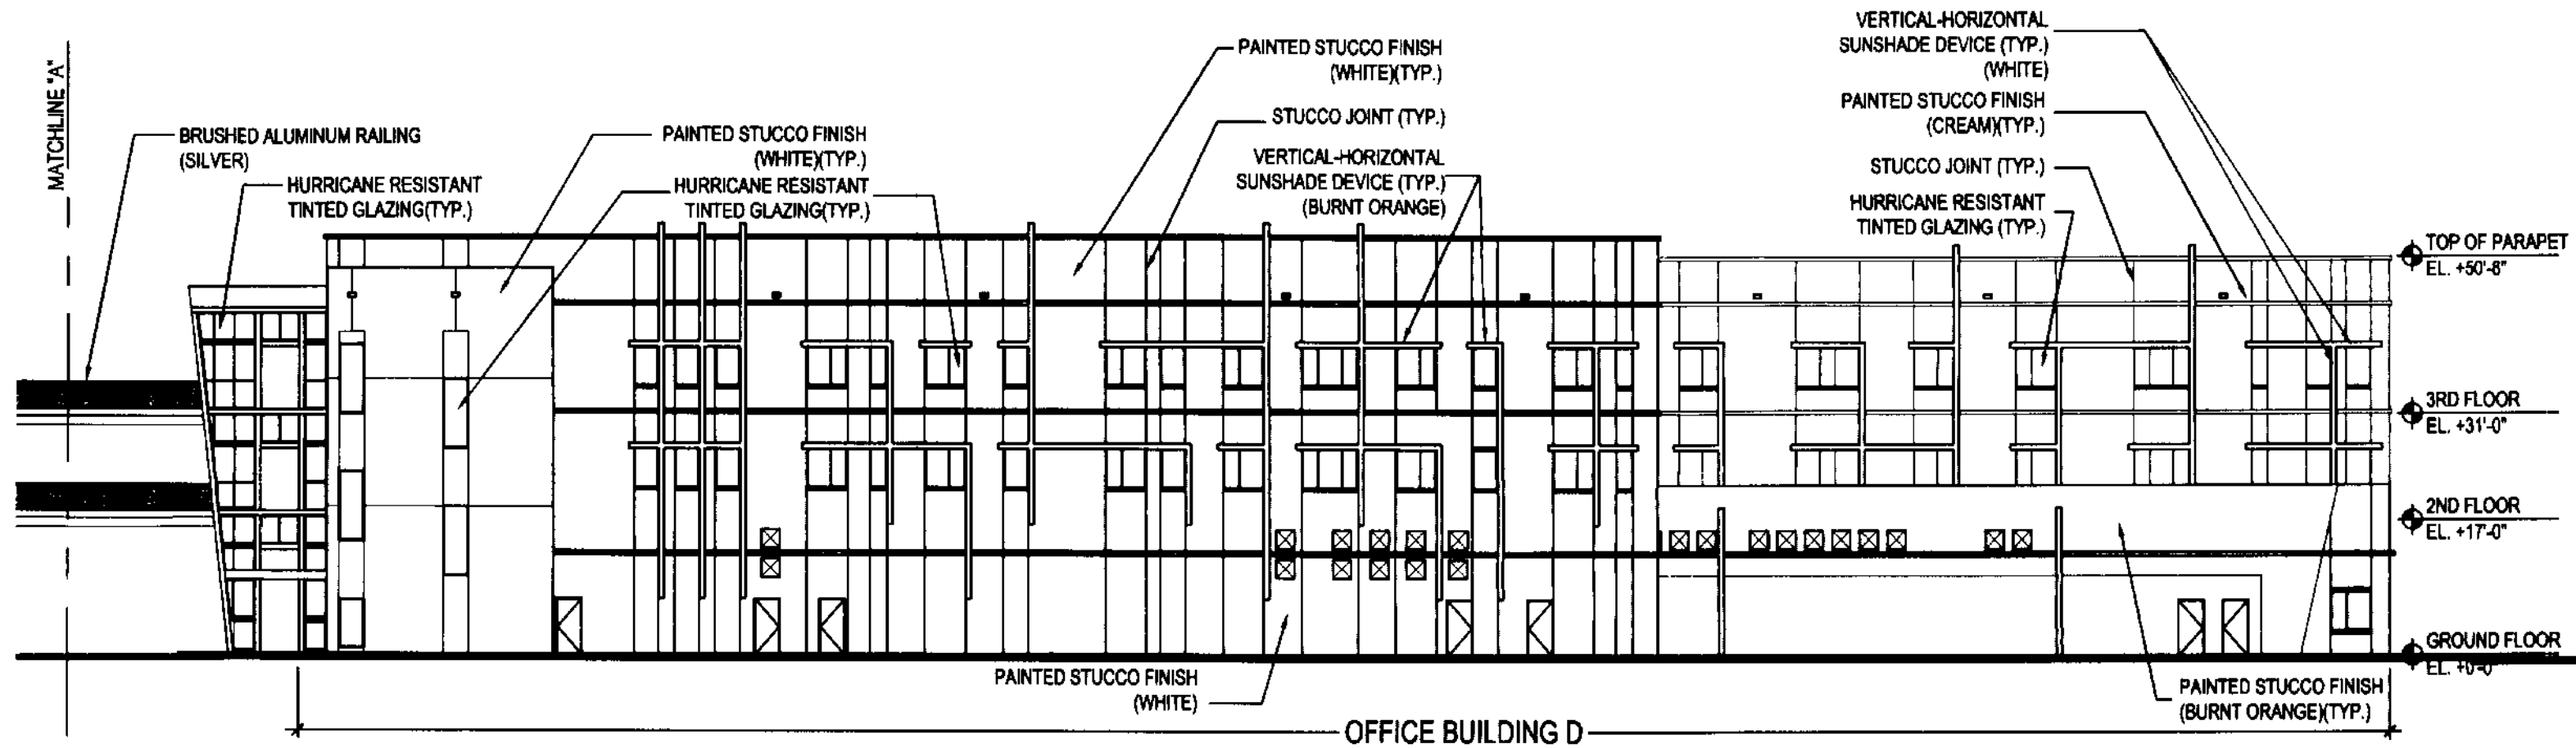 MATCHLINE "A"
BRUSHED ALUMINUM RAILING
(SILVER)
HURRICANE RESISTANT
TINTED GLAZING(TYP.)
PAINTED STUCCO FINISH
(WHITE)(TYP.)
HURRICANE RESISTANT
TINTED GLAZING(TYP.)
PAINTED STUCCO FINISH
(WHITE)(TYP.)
STUCCO JOINT (TYP.)
VERTICAL-HORIZONTAL
SUNSHADE DEVICE (TYP.)
(BURNT ORANGE)
VERTICAL-HORIZONTAL
SUNSHADE DEVICE (TYP.)
(WHITE)
PAINTED STUCCO FINISH
(CREAM)(TYP.)
STUCCO JOINT (TYP.)
HURRICANE RESISTANT
TINTED GLAZING (TYP.)
TOP OF PARAPET
EL. +50'-8"
3RD FLOOR
EL. +31'-0"
2ND FLOOR
EL. +17'-0"
GROUND FLOOR
EL. +0'-0"
PAINTED STUCCO FINISH
(WHITE)
PAINTED STUCCO FINISH
(BURNT ORANGE)(TYP.)
OFFICE BUILDING D